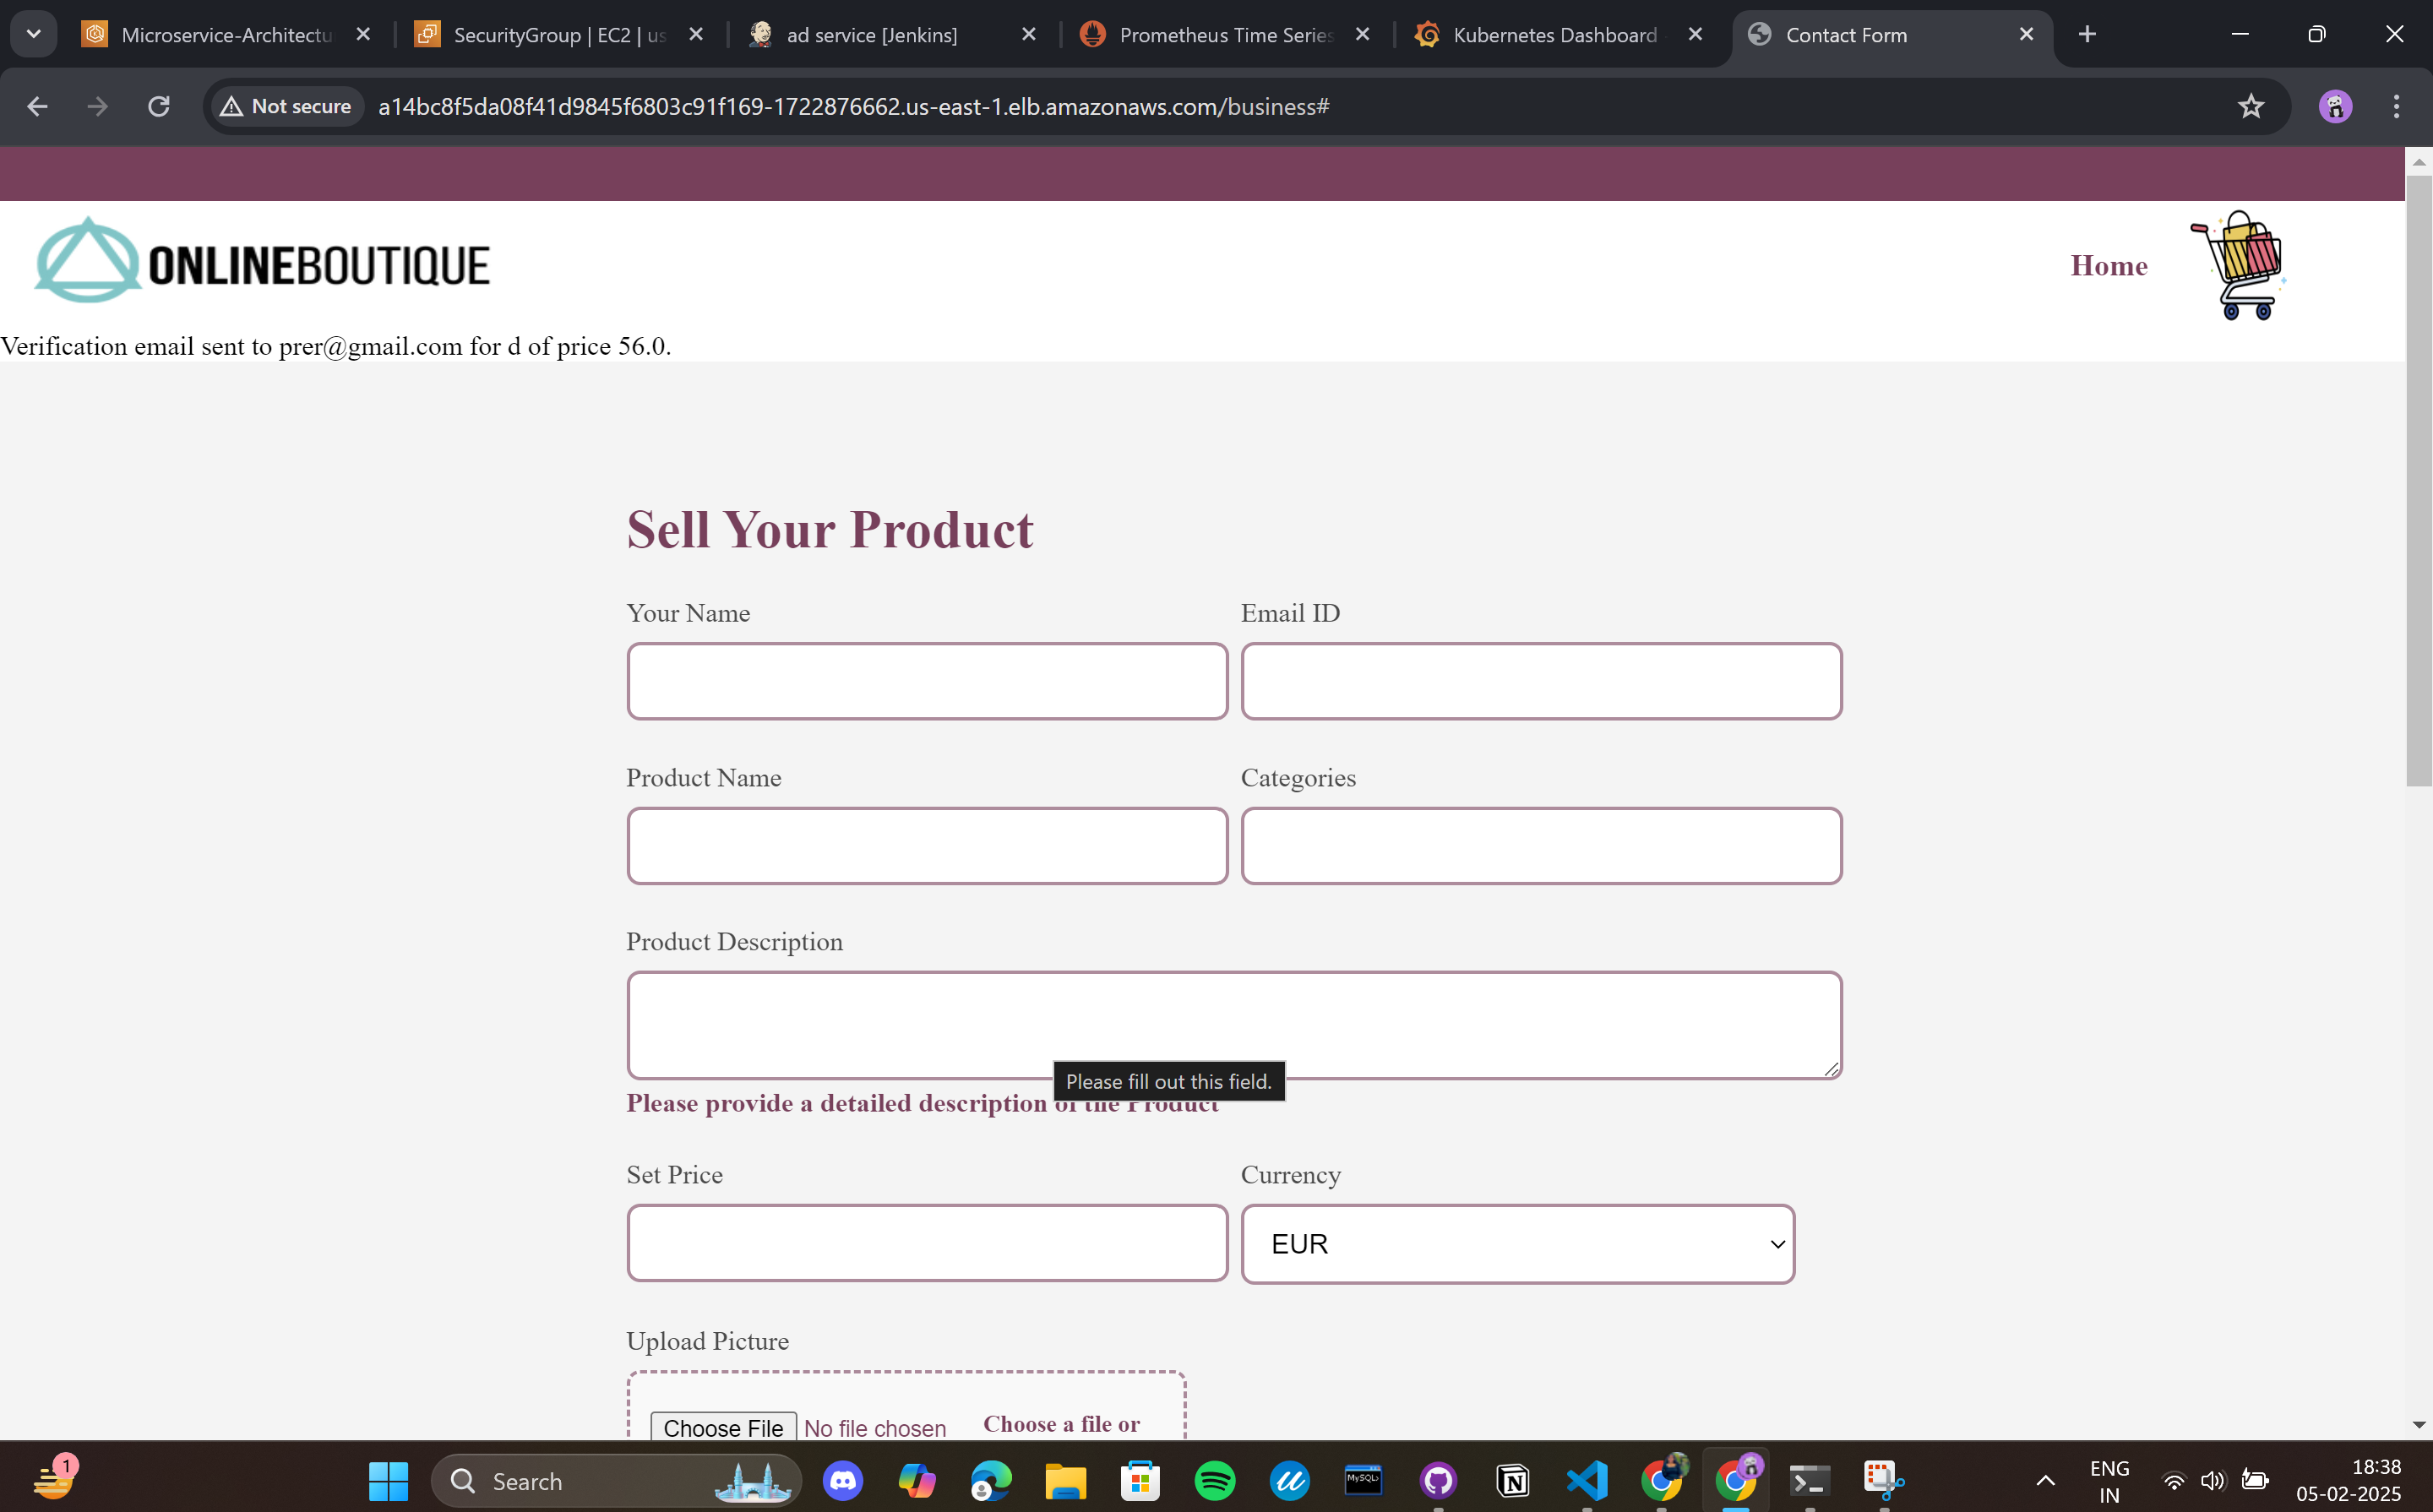 Microservice-Architectu
SecurityGroup | EC2 | us
ad service [Jenkins]
Prometheus Time Series
Kubernetes Dashboard
Contact Form
Not secure
a14bc8f5da08f41d9845f6803c91f169-1722876662.us-east-1.elb.amazonaws.com/business#
ONLINEBOUTIQUE
Home
Verification email sent to prer@gmail.com for d of price 56.0.
Sell Your Product
Your Name
Email ID
Product Name
Categories
Product Description
Please fill out this field.
Please provide a detailed description of the Product
Set Price
Currency
EUR
Upload Picture
Choose File
No file chosen
Choose a file or
1
Search
MySQL>
ENG
IN
18:38
05-02-2025